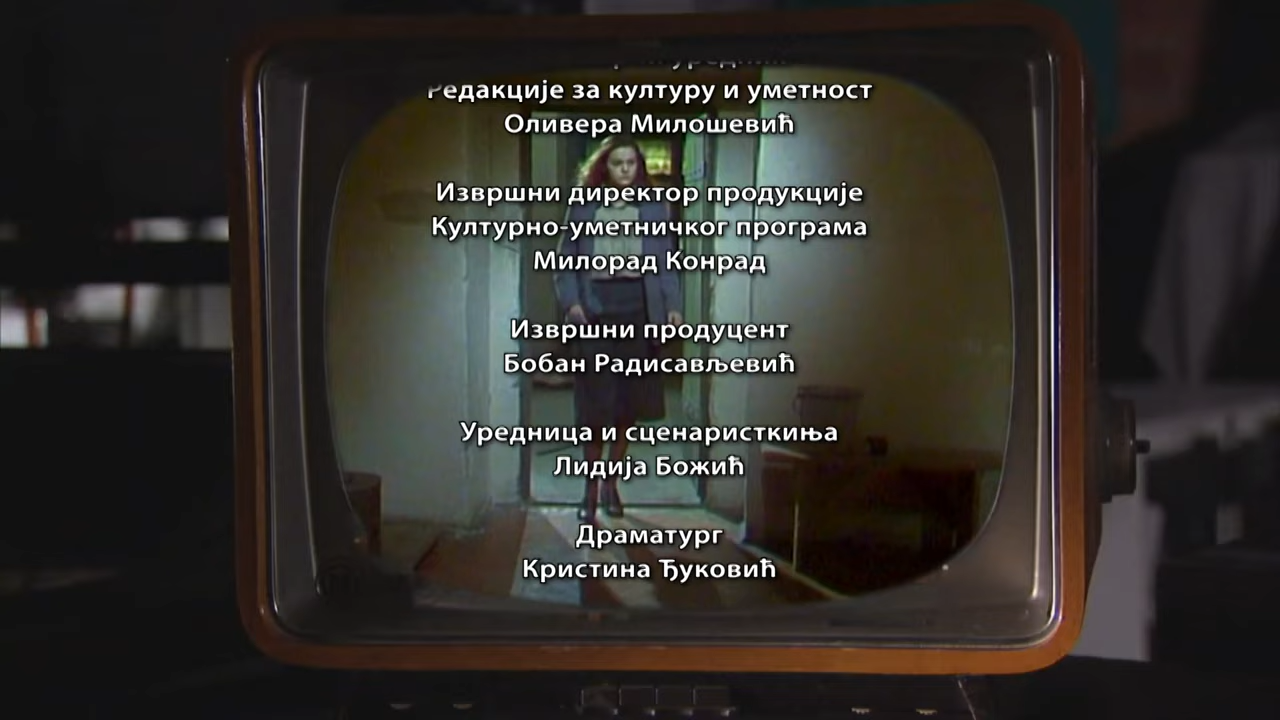 Редакције за културу и уметност
Оливера Милошевић
Извршни директор продукције
Културно-уметничког програма
Милорад Конрад
Извршни продуцент
Бобан Радисављевић
Уредница и сценаристкиња
Лидија Божић
Драматург
Кристина Ђуковић